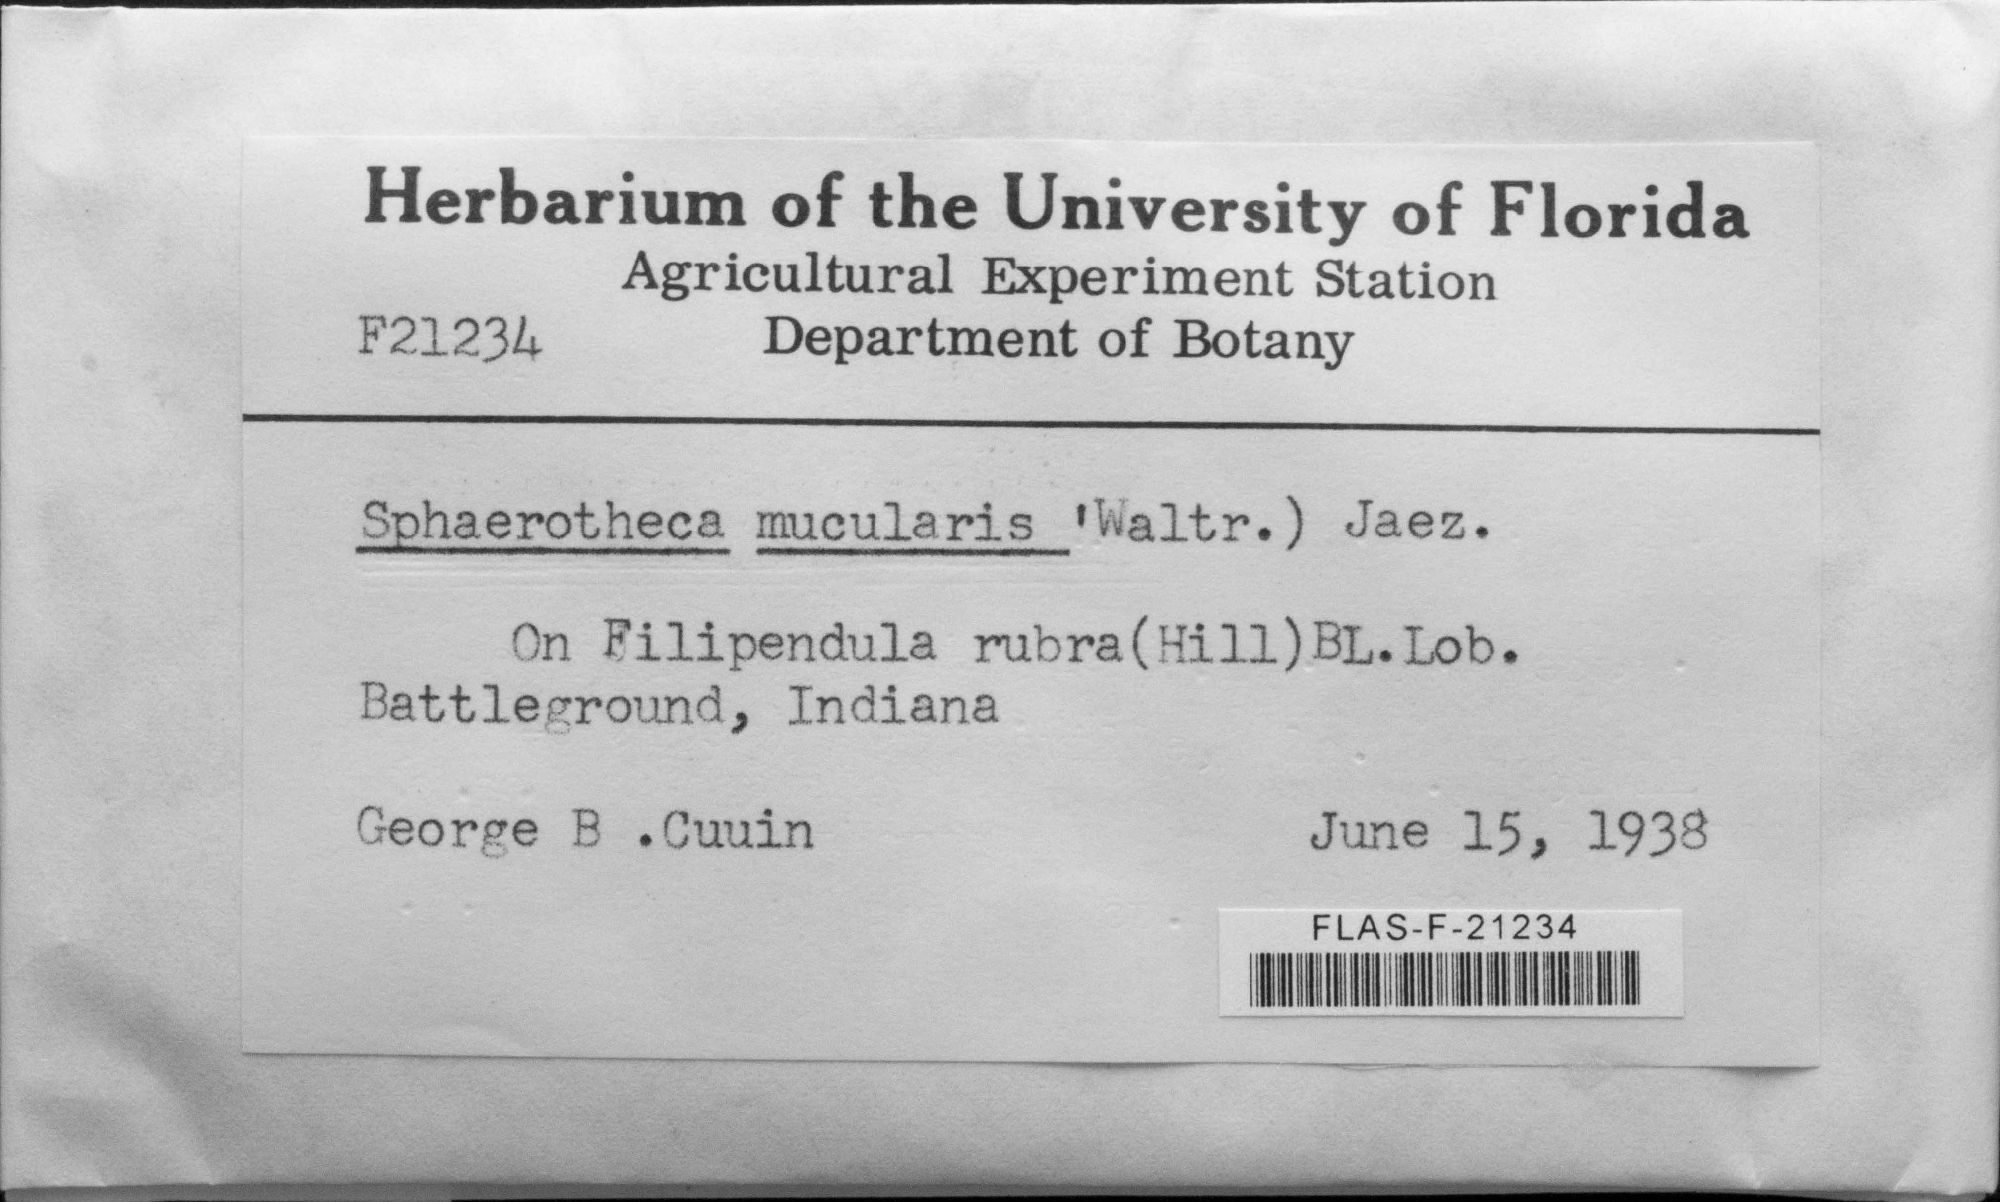 Herbarium of the University of Florida
Agricultural Experiment Station
F21234 Department of Botany
Sphaerotheca mucularis 'Waltr.) Jaez.
On Filipendula rubra(Hill)BL.Lob.
Battleground, Indiana
George B .Cuuin June 15, 1938
FLAS-F-21234